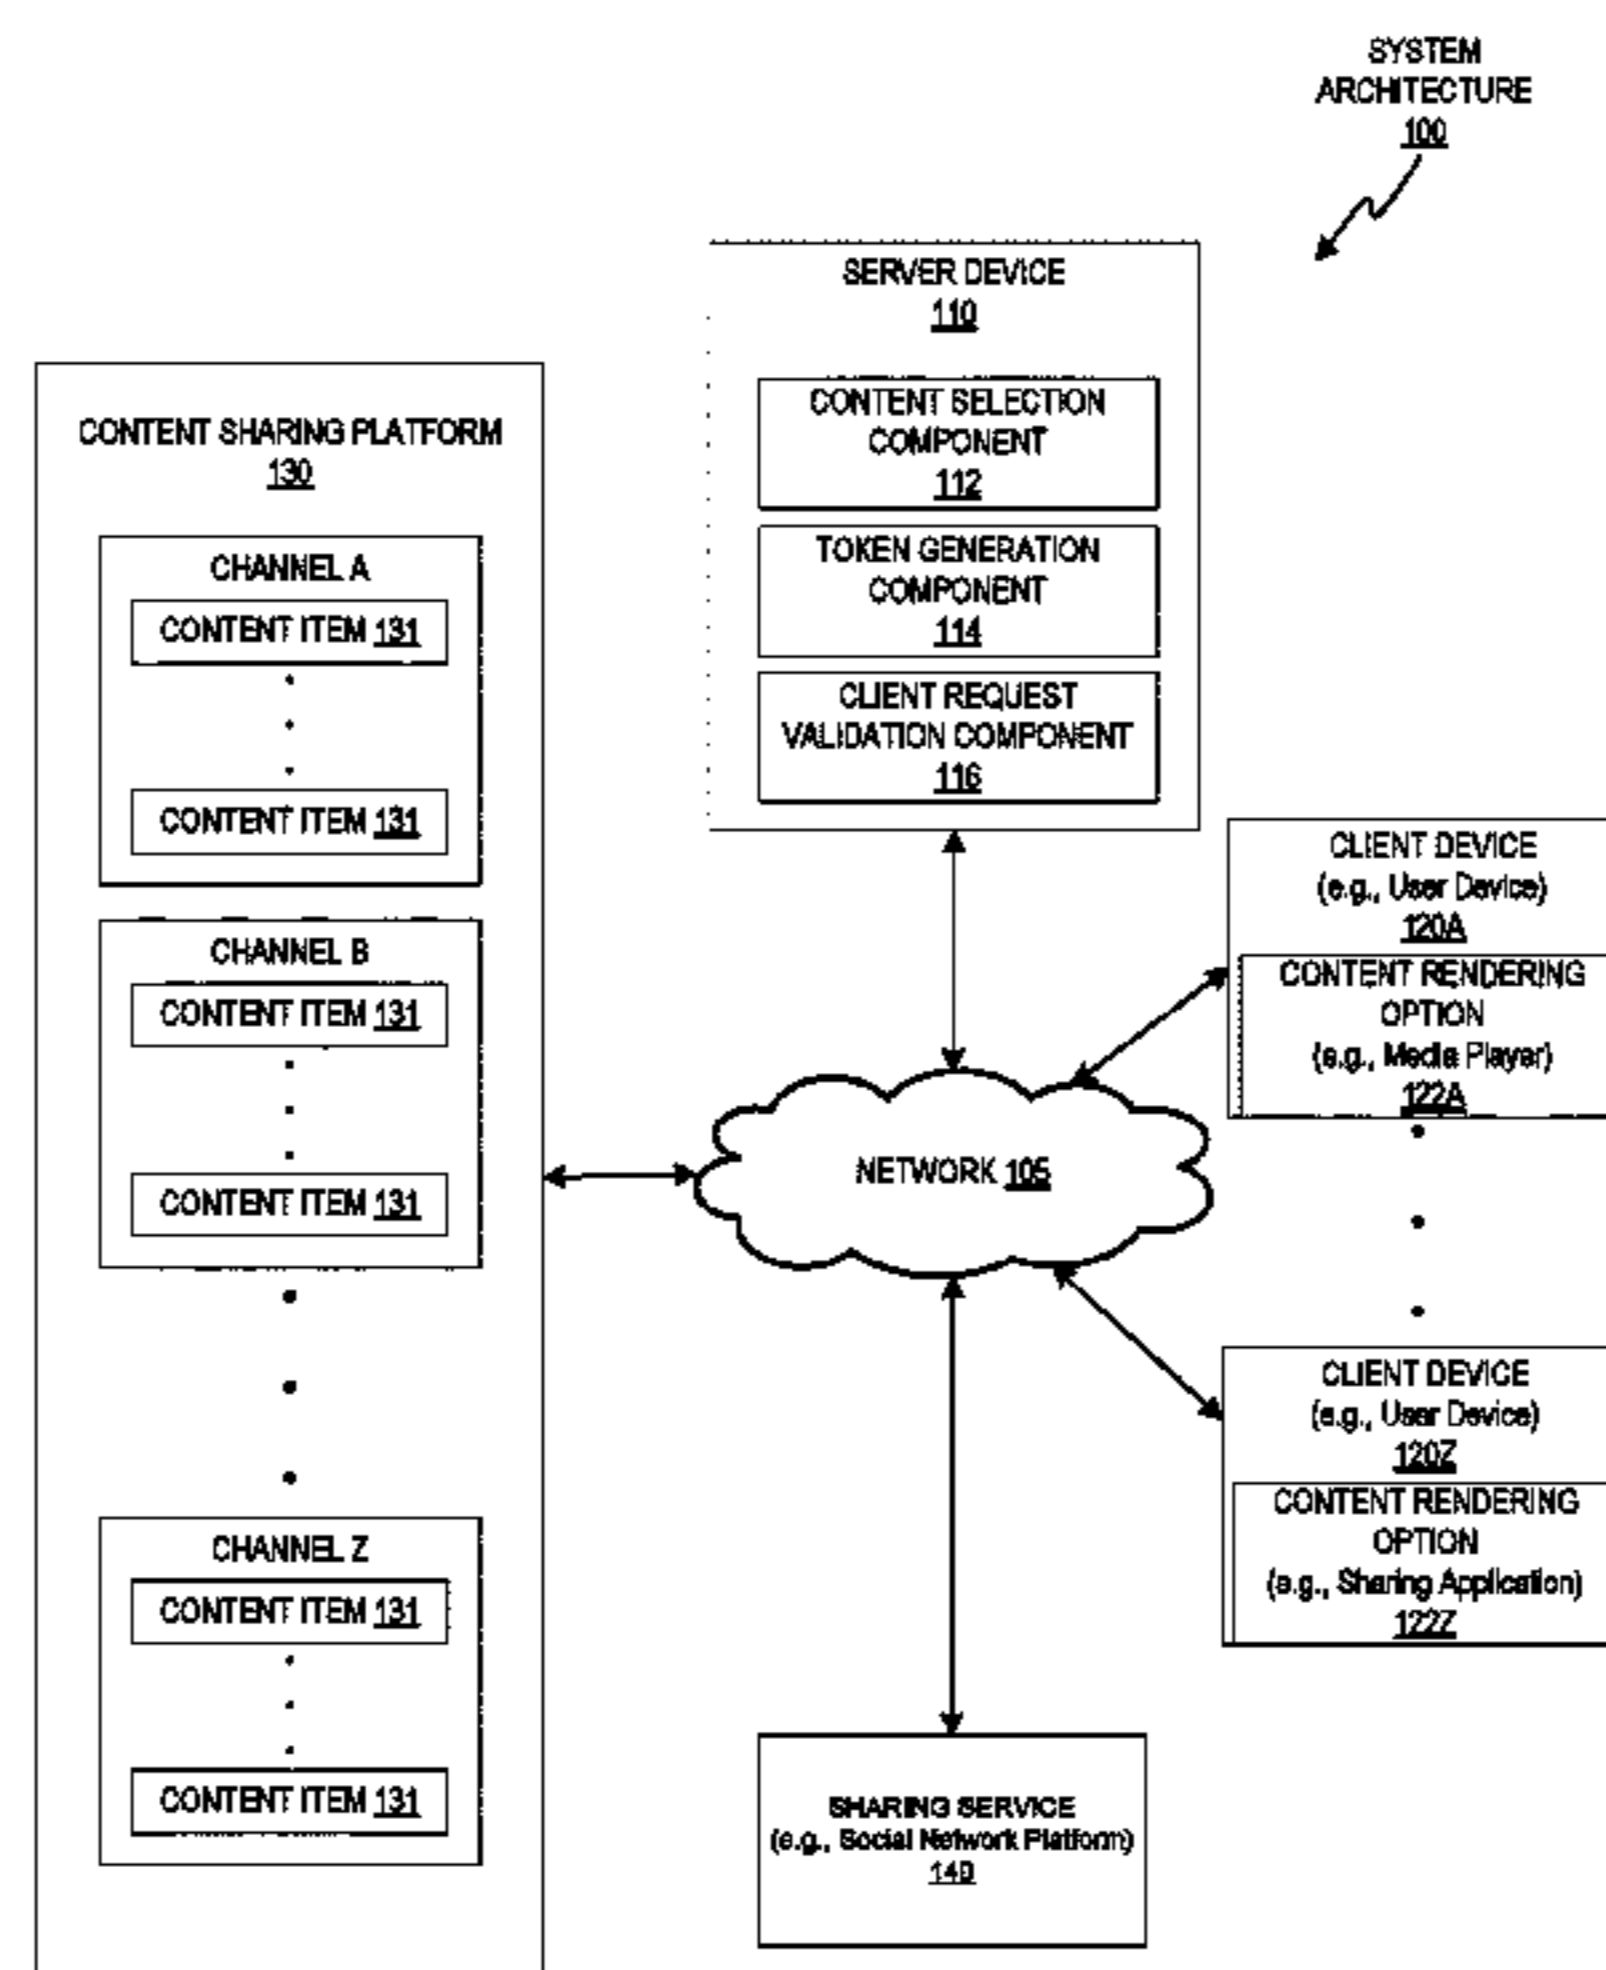 SYSTEM
ARCHITECTURE
100
SERVER DEVICE
110
CONTENT SELECTION
COMPONENT
112
TOKEN GENERATION
COMPONENT
114
CLIENT REQUEST
VALIDATION COMPONENT
116
CONTENT SHARING PLATFORM
130
CHANNEL A
CONTENT ITEM 131
CONTENT ITEM 131
CHANNEL B
CONTENT ITEM 131
CONTENT ITEM 131
CHANNEL Z
CONTENT ITEM 131
CONTENT ITEM 131
NETWORK 105
CLIENT DEVICE
(e.g., User Device)
120A
CONTENT RENDERING
OPTION
(e.g., Media Player)
122A
CLIENT DEVICE
(e.g., User Device)
120Z
CONTENT RENDERING
OPTION
(e.g., Sharing Application)
122Z
SHARING SERVICE
(e.g., Social Network Platform)
140